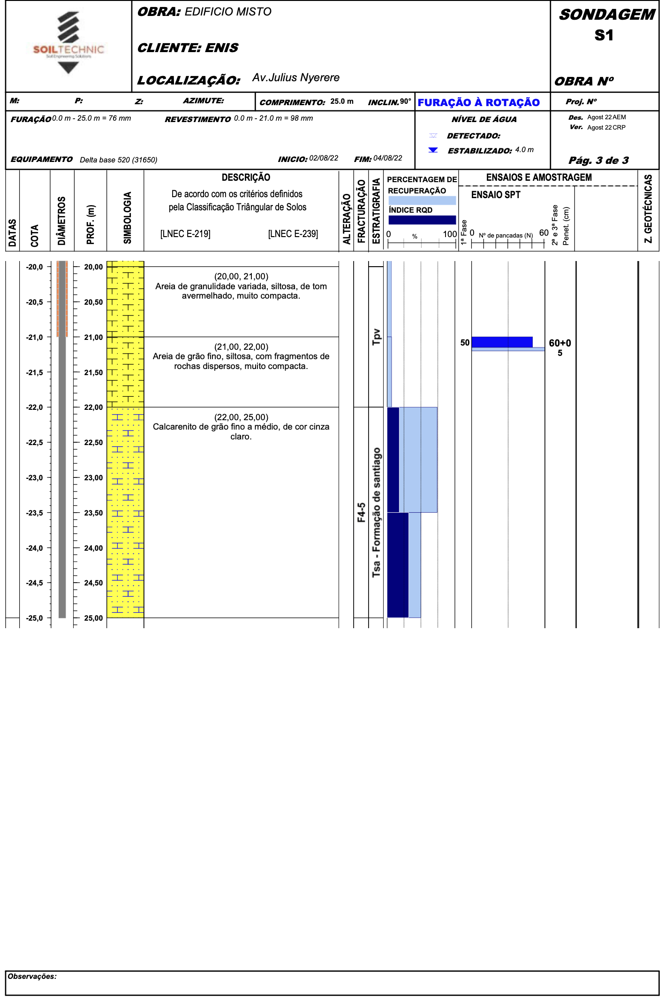 SOILTECHNIC
Soil Engineering Solutions
OBRA: EDIFICIO MISTO
CLIENTE: ENIS
LOCALIZAÇÃO: Av.Julius Nyerere
SONDAGEM
S1
OBRA Nº
M: P: Z: AZIMUTE: COMPRIMENTO: 25.0 m INCLIN. 90° FURAÇÃO À ROTAÇÃO Proj. Nº
FURAÇÃO 0.0 m - 25.0 m = 76 mm REVESTIMENTO 0.0 m - 21.0 m = 98 mm
EQUIPAMENTO Delta base 520 (31650) INICIO: 02/08/22 FIM: 04/08/22
NÍVEL DE ÁGUA
DETECTADO:
ESTABILIZADO: 4.0 m
Des. Agost 22 AEM
Ver. Agost 22 CRP
Pág. 3 de 3
DATAS
COTA
DIÂMETROS
PROF. (m)
SIMBOLOGIA
DESCRIÇÃO
De acordo com os critérios definidos
pela Classificação Triângular de Solos
[LNEC E-219] [LNEC E-239]
ALTERAÇÃO
FRACTURAÇÃO
ESTRATIGRAFIA
PERCENTAGEM DE
RECUPERAÇÃO
ÍNDICE RQD
0 % 100
ENSAIOS E AMOSTRAGEM
ENSAIO SPT
1ª Fase
0 Nº de pancadas (N) 60
2ª e 3ª Fase
Penet. (cm)
Z. GEOTÉCNICAS
-20,0 20,00
(20,00, 21,00)
Areia de granulidade variada, siltosa, de tom
avermelhado, muito compacta.
-20,5 20,50
-21,0 21,00
(21,00, 22,00)
Areia de grão fino, siltosa, com fragmentos de
rochas dispersos, muito compacta.
Tpv
50
60+0
5
-21,5 21,50
-22,0 22,00
(22,00, 25,00)
Calcarenito de grão fino a médio, de cor cinza
claro.
-22,5 22,50
-23,0 23,00
-23,5 23,50
F4-5
Tsa - Formação de santiago
-24,0 24,00
-24,5 24,50
-25,0 25,00
Observações: